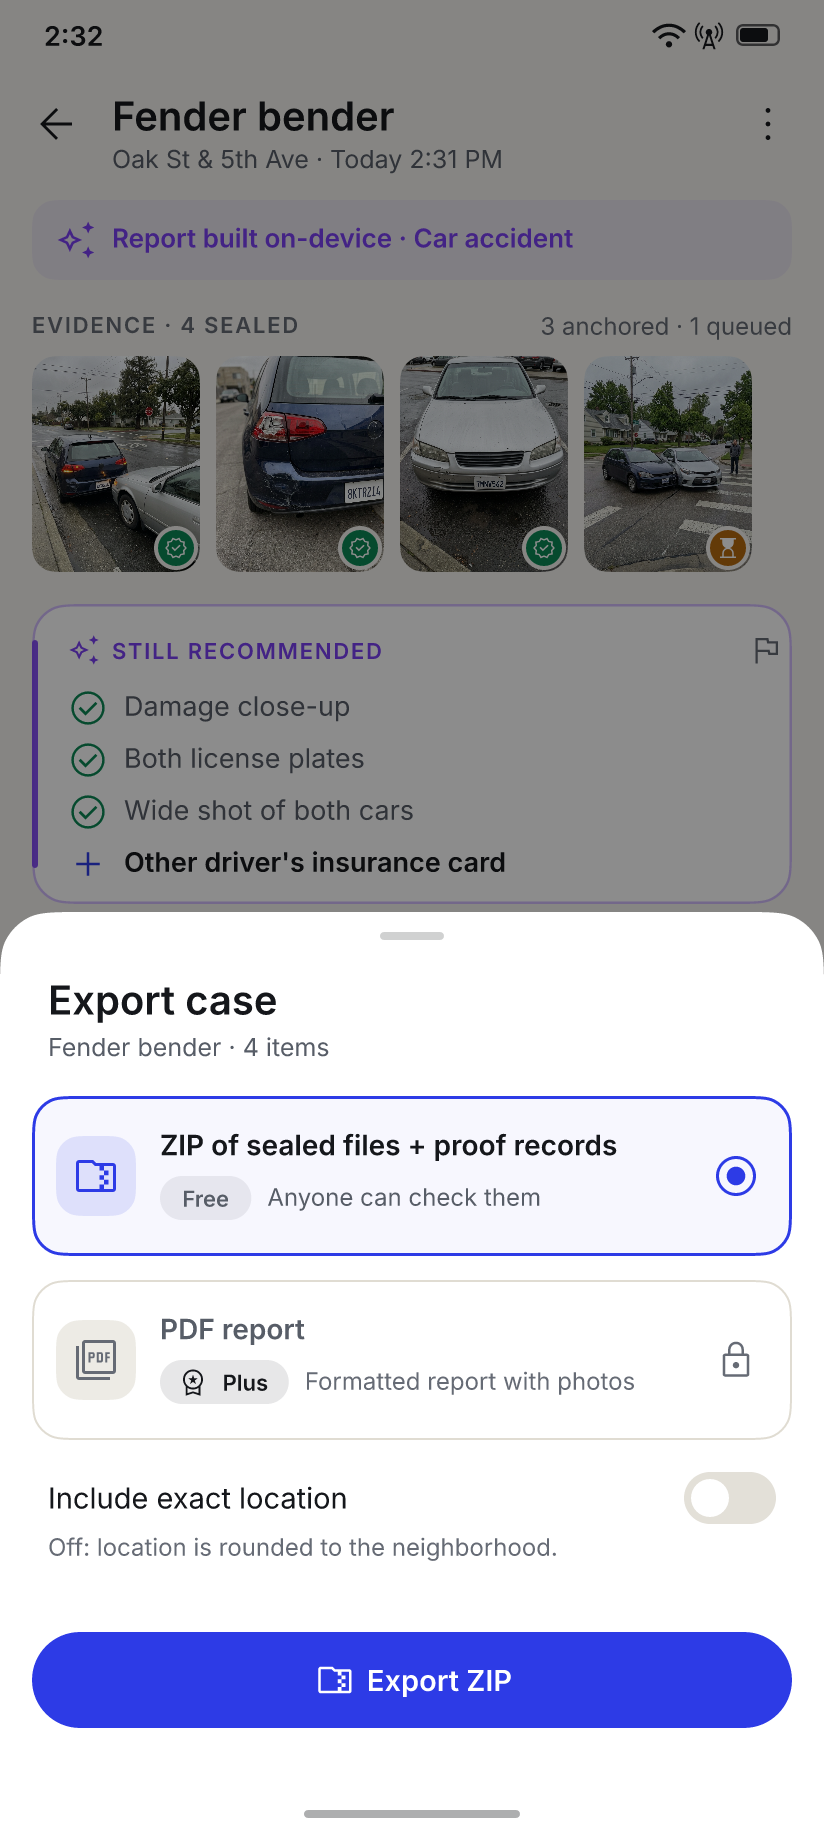 2:32
Fender bender
Oak St & 5th Ave · Today 2:31 PM
Report built on-device · Car accident
EVIDENCE · 4 SEALED
3 anchored · 1 queued
8KTR214
7MNV562
STILL RECOMMENDED
Damage close-up
Both license plates
Wide shot of both cars
Other driver's insurance card
Export case
Fender bender · 4 items
ZIP of sealed files + proof records
Free Anyone can check them
PDF report
PDF
Plus Formatted report with photos
Include exact location
Off: location is rounded to the neighborhood.
Export ZIP